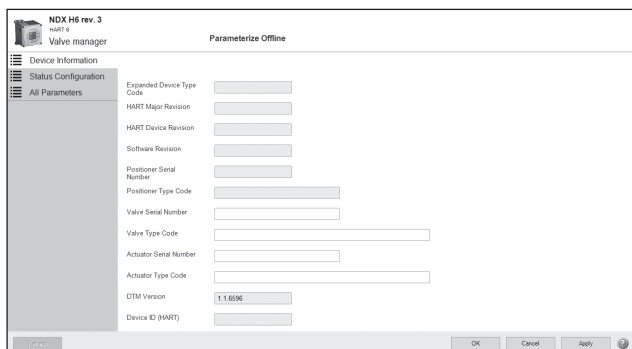 NDX H6 rev. 3
HART 6
Valve manager
Parameterize Offline
Device Information
Status Configuration
All Parameters
Expanded Device Type
Code
HART Major Revision
HART Device Revision
Software Revision
Positioner Serial
Number
Positioner Type Code
Valve Serial Number
Valve Type Code
Actuator Serial Number
Actuator Type Code
DTM Version
1.1.6596
Device ID (HART)
OK
Cancel
Apply
?